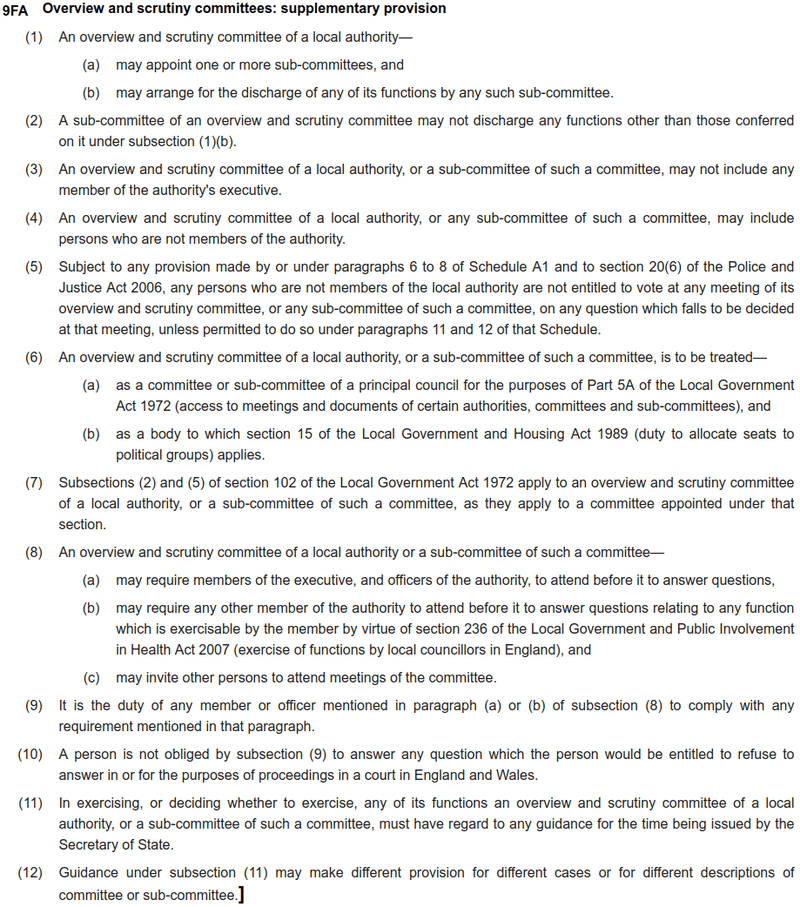 9FA Overview and scrutiny committees: supplementary provision
(1) An overview and scrutiny committee of a local authority—
(a) may appoint one or more sub-committees, and
(b) may arrange for the discharge of any of its functions by any such sub-committee.
(2) A sub-committee of an overview and scrutiny committee may not discharge any functions other than those conferred
on it under subsection (1)(b).
(3) An overview and scrutiny committee of a local authority, or a sub-committee of such a committee, may not include any
member of the authority's executive.
(4) An overview and scrutiny committee of a local authority, or any sub-committee of such a committee, may include
persons who are not members of the authority.
(5) Subject to any provision made by or under paragraphs 6 to 8 of Schedule A1 and to section 20(6) of the Police and
Justice Act 2006, any persons who are not members of the local authority are not entitled to vote at any meeting of its
overview and scrutiny committee, or any sub-committee of such a committee, on any question which falls to be decided
at that meeting, unless permitted to do so under paragraphs 11 and 12 of that Schedule.
(6) An overview and scrutiny committee of a local authority, or a sub-committee of such a committee, is to be treated—
(a) as a committee or sub-committee of a principal council for the purposes of Part 5A of the Local Government
Act 1972 (access to meetings and documents of certain authorities, committees and sub-committees), and
(b) as a body to which section 15 of the Local Government and Housing Act 1989 (duty to allocate seats to
political groups) applies.
(7) Subsections (2) and (5) of section 102 of the Local Government Act 1972 apply to an overview and scrutiny committee
of a local authority, or a sub-committee of such a committee, as they apply to a committee appointed under that
section.
(8) An overview and scrutiny committee of a local authority or a sub-committee of such a committee—
(a) may require members of the executive, and officers of the authority, to attend before it to answer questions,
(b) may require any other member of the authority to attend before it to answer questions relating to any function
which is exercisable by the member by virtue of section 236 of the Local Government and Public Involvement
in Health Act 2007 (exercise of functions by local councillors in England), and
(c) may invite other persons to attend meetings of the committee.
(9) It is the duty of any member or officer mentioned in paragraph (a) or (b) of subsection (8) to comply with any
requirement mentioned in that paragraph.
(10) A person is not obliged by subsection (9) to answer any question which the person would be entitled to refuse to
answer in or for the purposes of proceedings in a court in England and Wales.
(11) In exercising, or deciding whether to exercise, any of its functions an overview and scrutiny committee of a local
authority, or a sub-committee of such a committee, must have regard to any guidance for the time being issued by the
Secretary of State.
(12) Guidance under subsection (11) may make different provision for different cases or for different descriptions of
committee or sub-committee.]